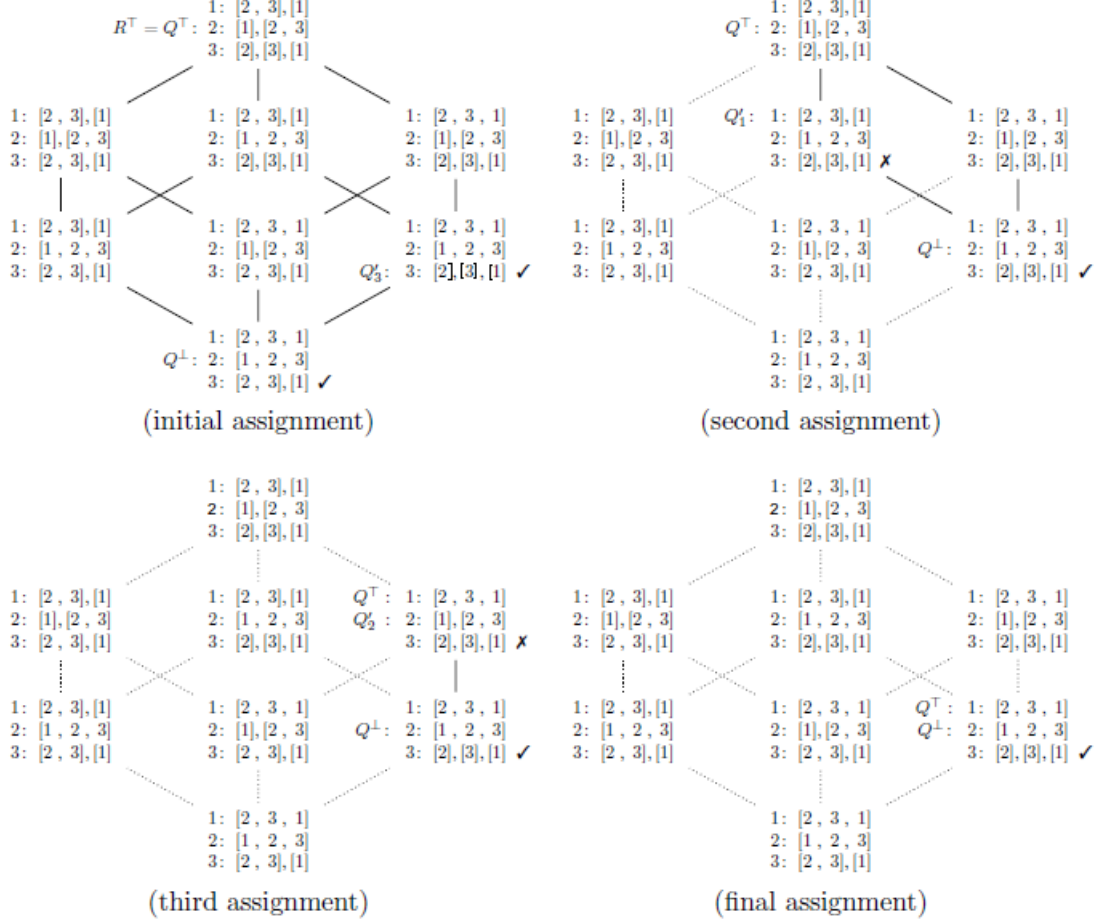 1: [2 , 3],[1]
R⊤ = Q⊤: 2: [1],[2 , 3]
3: [2],[3],[1]
1: [2 , 3],[1]
2: [1],[2 , 3]
3: [2 , 3],[1]
1: [2 , 3],[1]
2: [1 , 2 , 3]
3: [2],[3],[1]
1: [2 , 3 , 1]
2: [1],[2 , 3]
3: [2],[3],[1]
1: [2 , 3],[1]
2: [1 , 2 , 3]
3: [2 , 3],[1]
1: [2 , 3 , 1]
2: [1],[2 , 3]
3: [2 , 3],[1]
1: [2 , 3 , 1]
2: [1 , 2 , 3]
Q′₃: 3: [2],[3],[1] ✓
1: [2 , 3 , 1]
Q⊥: 2: [1 , 2 , 3]
3: [2 , 3],[1] ✓
(initial assignment)
1: [2 , 3],[1]
Q⊤: 2: [1],[2 , 3]
3: [2],[3],[1]
1: [2 , 3],[1]
2: [1],[2 , 3]
3: [2 , 3],[1]
Q′₁: 1: [2 , 3],[1]
2: [1 , 2 , 3]
3: [2],[3],[1] ✗
1: [2 , 3 , 1]
2: [1],[2 , 3]
3: [2],[3],[1]
1: [2 , 3],[1]
2: [1 , 2 , 3]
3: [2 , 3],[1]
1: [2 , 3 , 1]
2: [1],[2 , 3]
3: [2 , 3],[1]
1: [2 , 3 , 1]
Q⊥: 2: [1 , 2 , 3]
3: [2],[3],[1] ✓
1: [2 , 3 , 1]
2: [1 , 2 , 3]
3: [2 , 3],[1]
(second assignment)
1: [2 , 3],[1]
2: [1],[2 , 3]
3: [2],[3],[1]
1: [2 , 3],[1]
2: [1],[2 , 3]
3: [2 , 3],[1]
1: [2 , 3],[1]
2: [1 , 2 , 3]
3: [2],[3],[1]
Q⊤: 1: [2 , 3 , 1]
Q′₂: 2: [1],[2 , 3]
3: [2],[3],[1] ✗
1: [2 , 3],[1]
2: [1 , 2 , 3]
3: [2 , 3],[1]
1: [2 , 3 , 1]
2: [1],[2 , 3]
3: [2 , 3],[1]
1: [2 , 3 , 1]
Q⊥: 2: [1 , 2 , 3]
3: [2],[3],[1] ✓
1: [2 , 3 , 1]
2: [1 , 2 , 3]
3: [2 , 3],[1]
(third assignment)
1: [2 , 3],[1]
2: [1],[2 , 3]
3: [2],[3],[1]
1: [2 , 3],[1]
2: [1],[2 , 3]
3: [2 , 3],[1]
1: [2 , 3],[1]
2: [1 , 2 , 3]
3: [2],[3],[1]
1: [2 , 3 , 1]
2: [1],[2 , 3]
3: [2],[3],[1]
1: [2 , 3],[1]
2: [1 , 2 , 3]
3: [2 , 3],[1]
1: [2 , 3 , 1]
2: [1],[2 , 3]
3: [2 , 3],[1]
Q⊤: 1: [2 , 3 , 1]
Q⊥: 2: [1 , 2 , 3]
3: [2],[3],[1] ✓
1: [2 , 3 , 1]
2: [1 , 2 , 3]
3: [2 , 3],[1]
(final assignment)